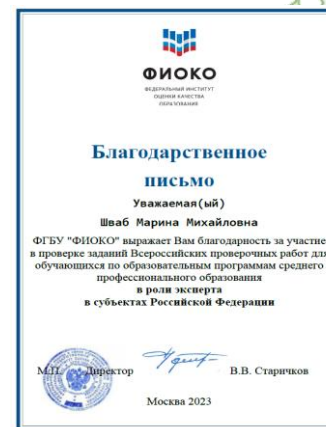 ФИОКО
ФЕДЕРАЛЬНЫЙ ИНСТИТУТ
ОЦЕНКИ КАЧЕСТВА
ОБРАЗОВАНИЯ
Благодарственное
письмо
Уважаемая(ый)
Шваб Марина Михайловна
ФГБУ "ФИОКО" выражает Вам благодарность за участие
в проверке заданий Всероссийских проверочных работ для
обучающихся по образовательным программам среднего
профессионального образования
в роли эксперта
в субъектах Российской Федерации
М.П. Директор В.В. Старичков
Москва 2023